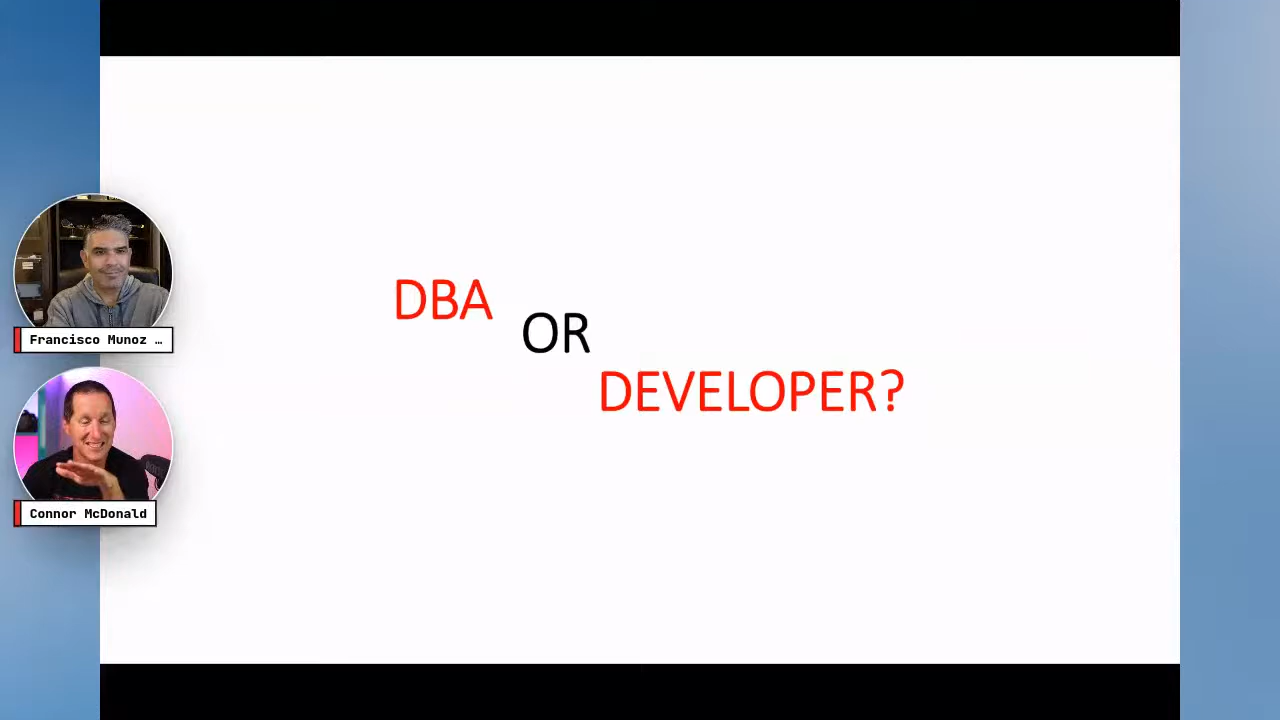 DBA
OR
DEVELOPER?
Francisco Munoz …
Connor McDonald